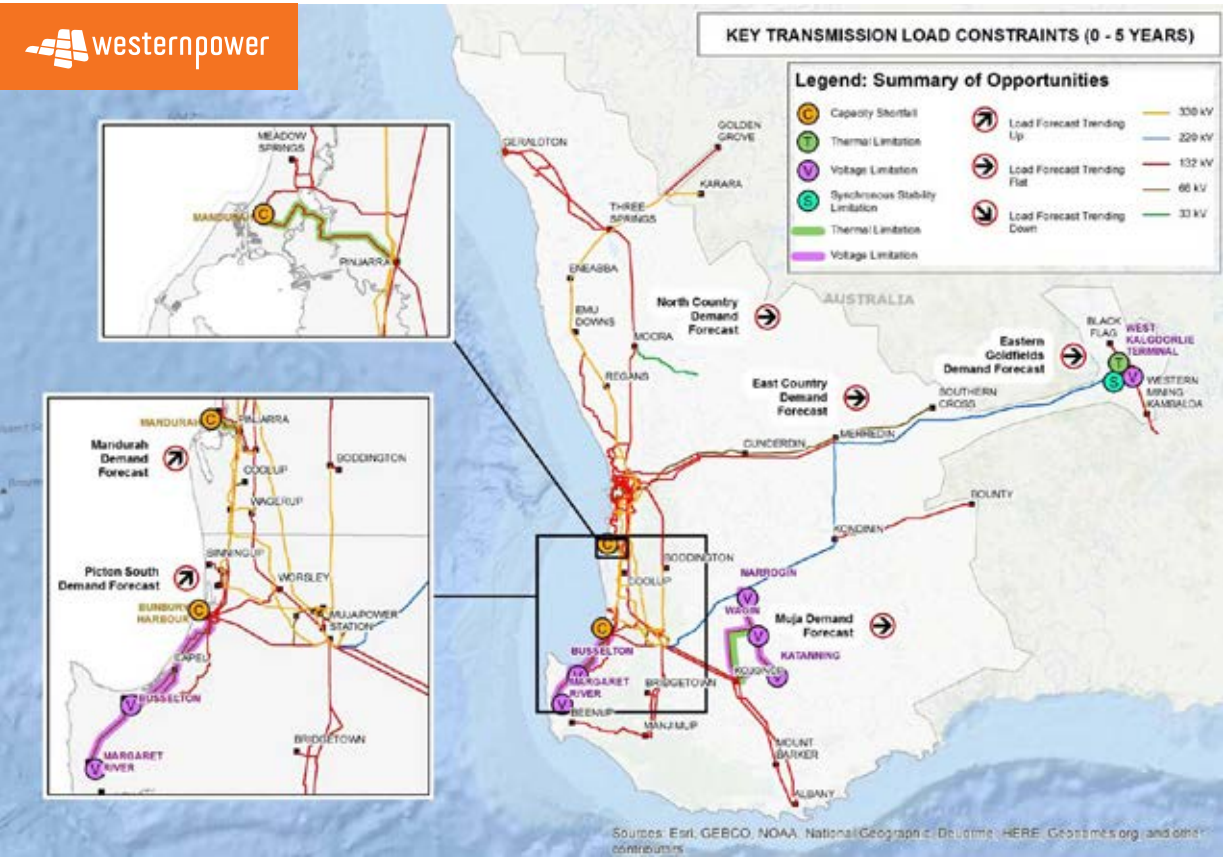 westernpower
KEY TRANSMISSION LOAD CONSTRAINTS (0 - 5 YEARS)
Legend: Summary of Opportunities
C
Capacity Shortfall
T
Thermal Limitation
V
Voltage Limitation
S
Synchronous Stability
Limitation
Thermal Limitation
Voltage Limitation
Load Forecast Trending
Up
Load Forecast Trending
Flat
Load Forecast Trending
Down
330 kV
220 kV
132 kV
66 kV
33 kV
MEADOW
SPRINGS
MANDURAH
C
PINJARRA
GERALDTON
GOLDEN
GROVE
KARARA
THREE
SPRINGS
ENEABBA
EMU
DOWNS
MOORA
REGANS
North Country
Demand
Forecast
AUSTRALIA
Eastern
Goldfields
Demand Forecast
BLACK
FLAG
WEST
KALGOORLIE
TERMINAL
T
V
S
WESTERN
MINING
KAMBALDA
East Country
Demand
Forecast
SOUTHERN
CROSS
CUNDERDIN
MERREDIN
BOUNTY
KONDININ
C
BODDINGTON
COOLUP
NARROGIN
V
WAGIN
V
Muja Demand
Forecast
KATANNING
V
KOJONUP
C
BUSSELTON
V
MARGARET
RIVER
V
BEENUP
BRIDGETOWN
MANJIMUP
MOUNT
BARKER
ALBANY
MANDURAH
C
PINJARRA
Mandurah
Demand
Forecast
COOLUP
BODDINGTON
WAGERUP
BINNINGUP
Picton South
Demand Forecast
WORSLEY
BUNBURY
HARBOUR
C
MUJA POWER
STATION
CAPEL
BUSSELTON
V
BRIDGETOWN
MARGARET
RIVER
V
Sources: Esri, GEBCO, NOAA, National Geographic, DeLorme, HERE, Geonames.org, and other
contributors